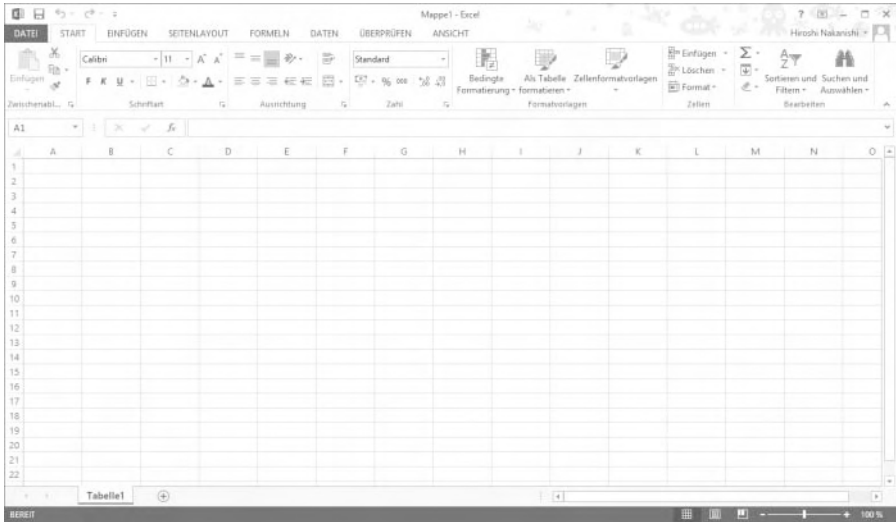 Mappe1 - Excel
DATEI START EINFÜGEN SEITENLAYOUT FORMELN DATEN ÜBERPRÜFEN ANSICHT Hiroshi Nakanishi
Einfügen
Calibri 11
F K U
Standard
% 000
Bedingte Formatierung
Als Tabelle formatieren
Zellenformatvorlagen
Einfügen
Löschen
Format
Sortieren und Filtern
Suchen und Auswählen
Zwischenabl... Schriftart Ausrichtung Zahl Formatvorlagen Zellen Bearbeiten
A1 fx
A B C D E F G H I J K L M N O
1
2
3
4
5
6
7
8
9
10
11
12
13
14
15
16
17
18
19
20
21
22
Tabelle1
BEREIT 100 %